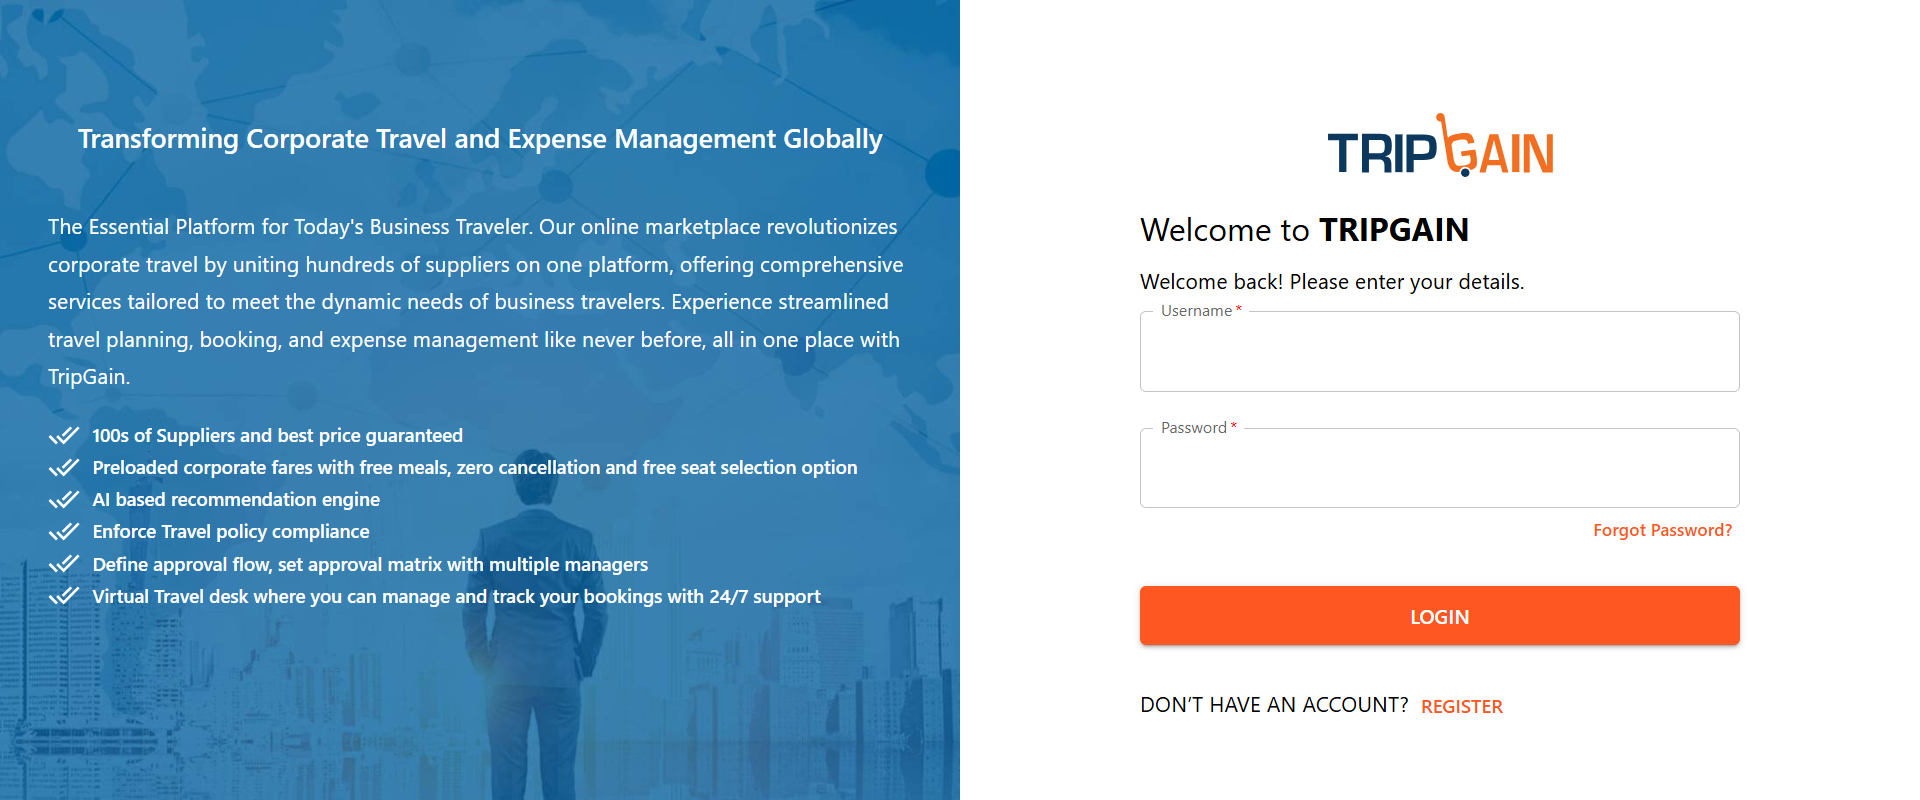 Transforming Corporate Travel and Expense Management Globally
The Essential Platform for Today's Business Traveler. Our online marketplace revolutionizes
corporate travel by uniting hundreds of suppliers on one platform, offering comprehensive
services tailored to meet the dynamic needs of business travelers. Experience streamlined
travel planning, booking, and expense management like never before, all in one place with
TripGain.
100s of Suppliers and best price guaranteed
Preloaded corporate fares with free meals, zero cancellation and free seat selection option
AI based recommendation engine
Enforce Travel policy compliance
Define approval flow, set approval matrix with multiple managers
Virtual Travel desk where you can manage and track your bookings with 24/7 support
TRIPGAIN
Welcome to TRIPGAIN
Welcome back! Please enter your details.
Username *
Password *
Forgot Password?
LOGIN
DON'T HAVE AN ACCOUNT? REGISTER